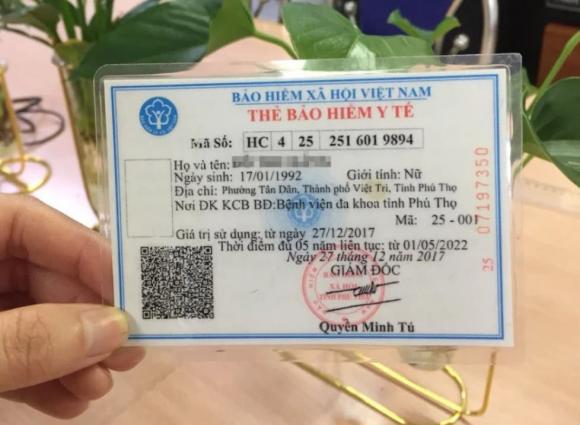 BẢO HIỂM XÃ HỘI VIỆT NAM
THẺ BẢO HIỂM Y TẾ
Mã Số: HC 4 25 251 601 9894
Họ và tên:
Ngày sinh: 17/01/1992 Giới tính: Nữ
Địa chỉ: Phường Tân Dân, Thành phố Việt Trì, Tỉnh Phú Thọ
Nơi ĐK KCB BĐ:Bệnh viện đa khoa tỉnh Phú Thọ
Mã: 25 - 001
Giá trị sử dụng: từ ngày 27/12/2017
Thời điểm đủ 05 năm liên tục: từ 01/05/2022
Ngày 27 tháng 12 năm 2017
GIÁM ĐỐC
XÃ HỘI
Quyền Minh Tú
25 07197350